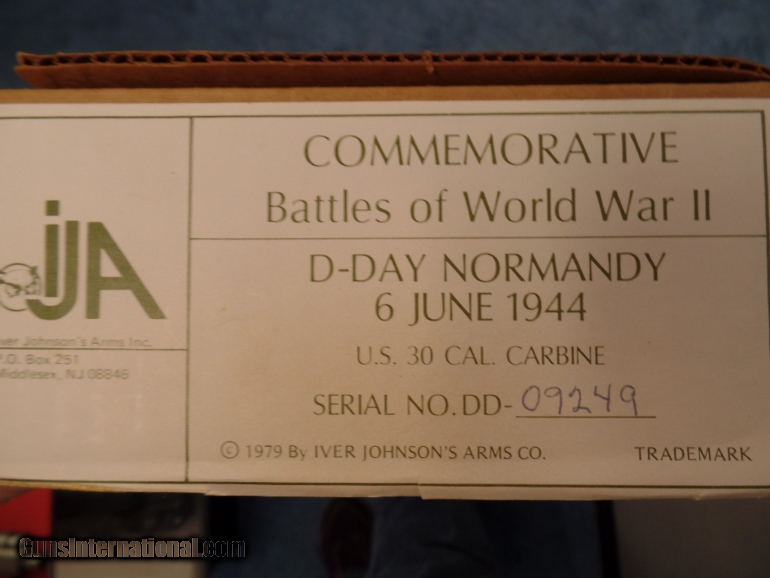 COMMEMORATIVE
Battles of World War II
iJA
iver Johnson's Arms Inc.
P.O. Box 251
Middlesex, NJ 08846
D-DAY NORMANDY
6 JUNE 1944
U.S. 30 CAL. CARBINE
SERIAL NO. DD-09249
© 1979 By IVER JOHNSON'S ARMS CO. TRADEMARK
GunsInternational.com